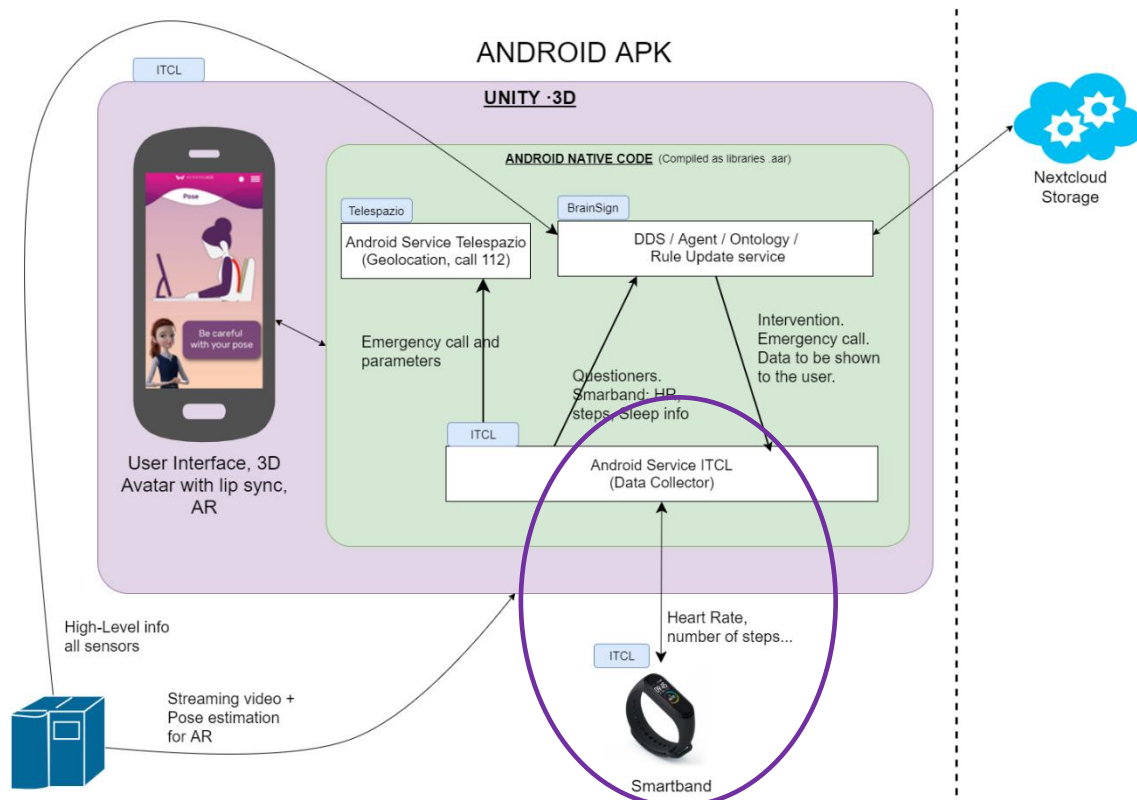 ANDROID APK
ITCL
UNITY ·3D
ANDROID NATIVE CODE (Compiled as libraries .aar)
Telespazio
Android Service Telespazio
(Geolocation, call 112)
BrainSign
DDS / Agent / Ontology /
Rule Update service
Nextcloud
Storage
Pose
Be careful
with your pose
User Interface, 3D
Avatar with lip sync,
AR
Emergency call and
parameters
Questioners.
Smarband: HR,
steps, Sleep info
Intervention.
Emergency call.
Data to be shown
to the user.
ITCL
Android Service ITCL
(Data Collector)
Heart Rate,
number of steps...
ITCL
Smartband
High-Level info
all sensors
Streaming video +
Pose estimation
for AR